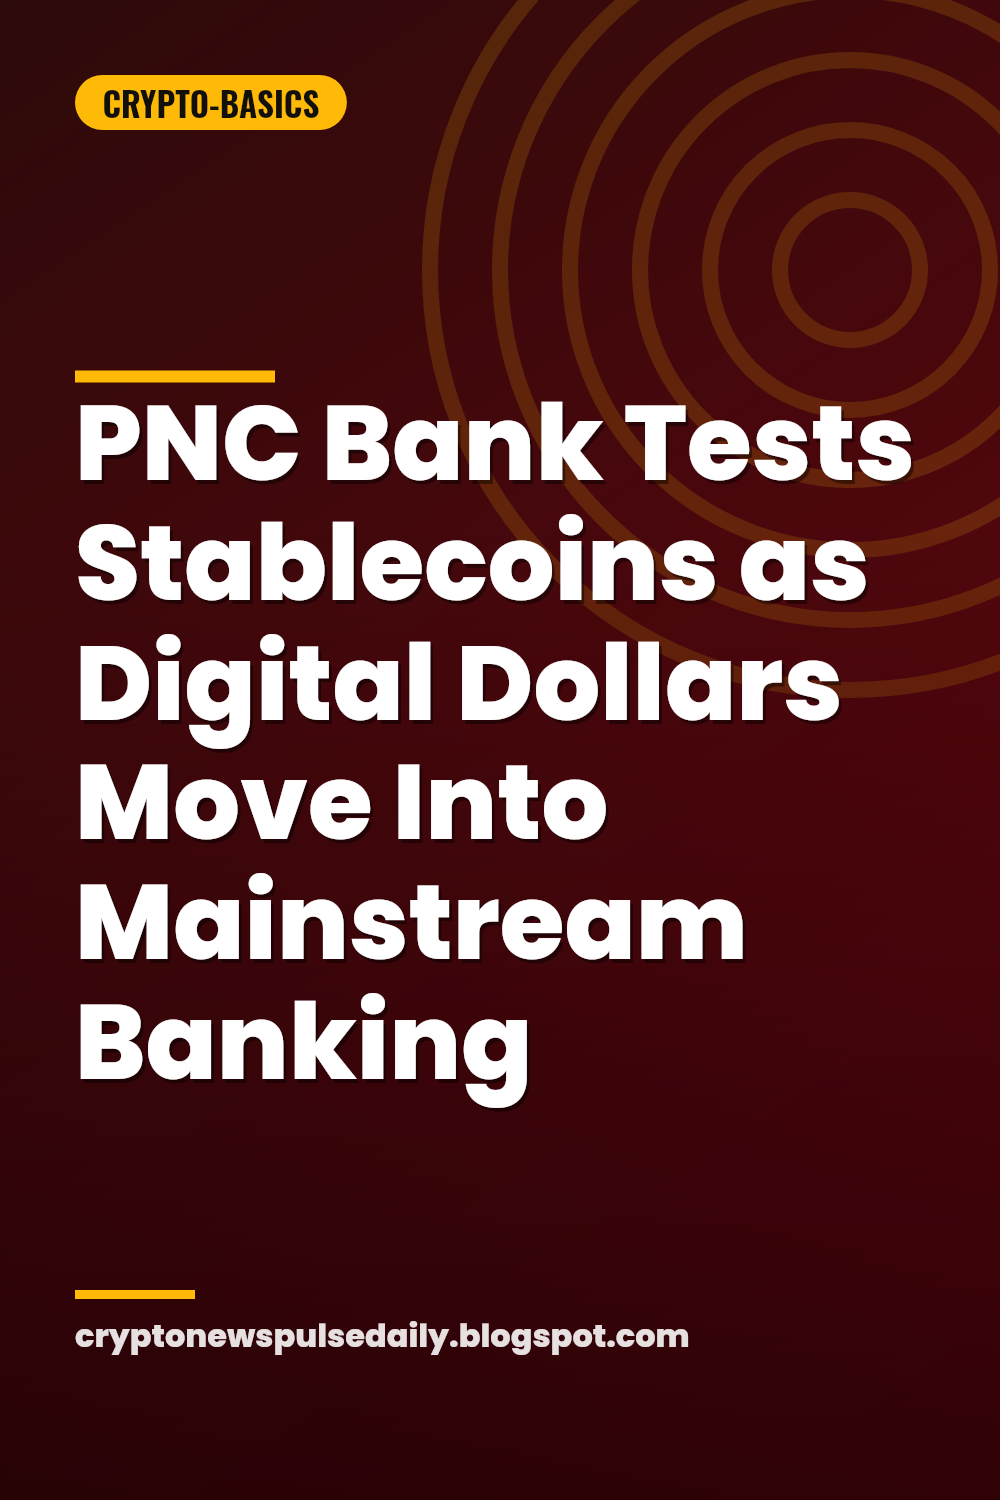 CRYPTO-BASICS
PNC Bank Tests
Stablecoins as
Digital Dollars
Move Into
Mainstream
Banking
cryptonewspulsedaily.blogspot.com